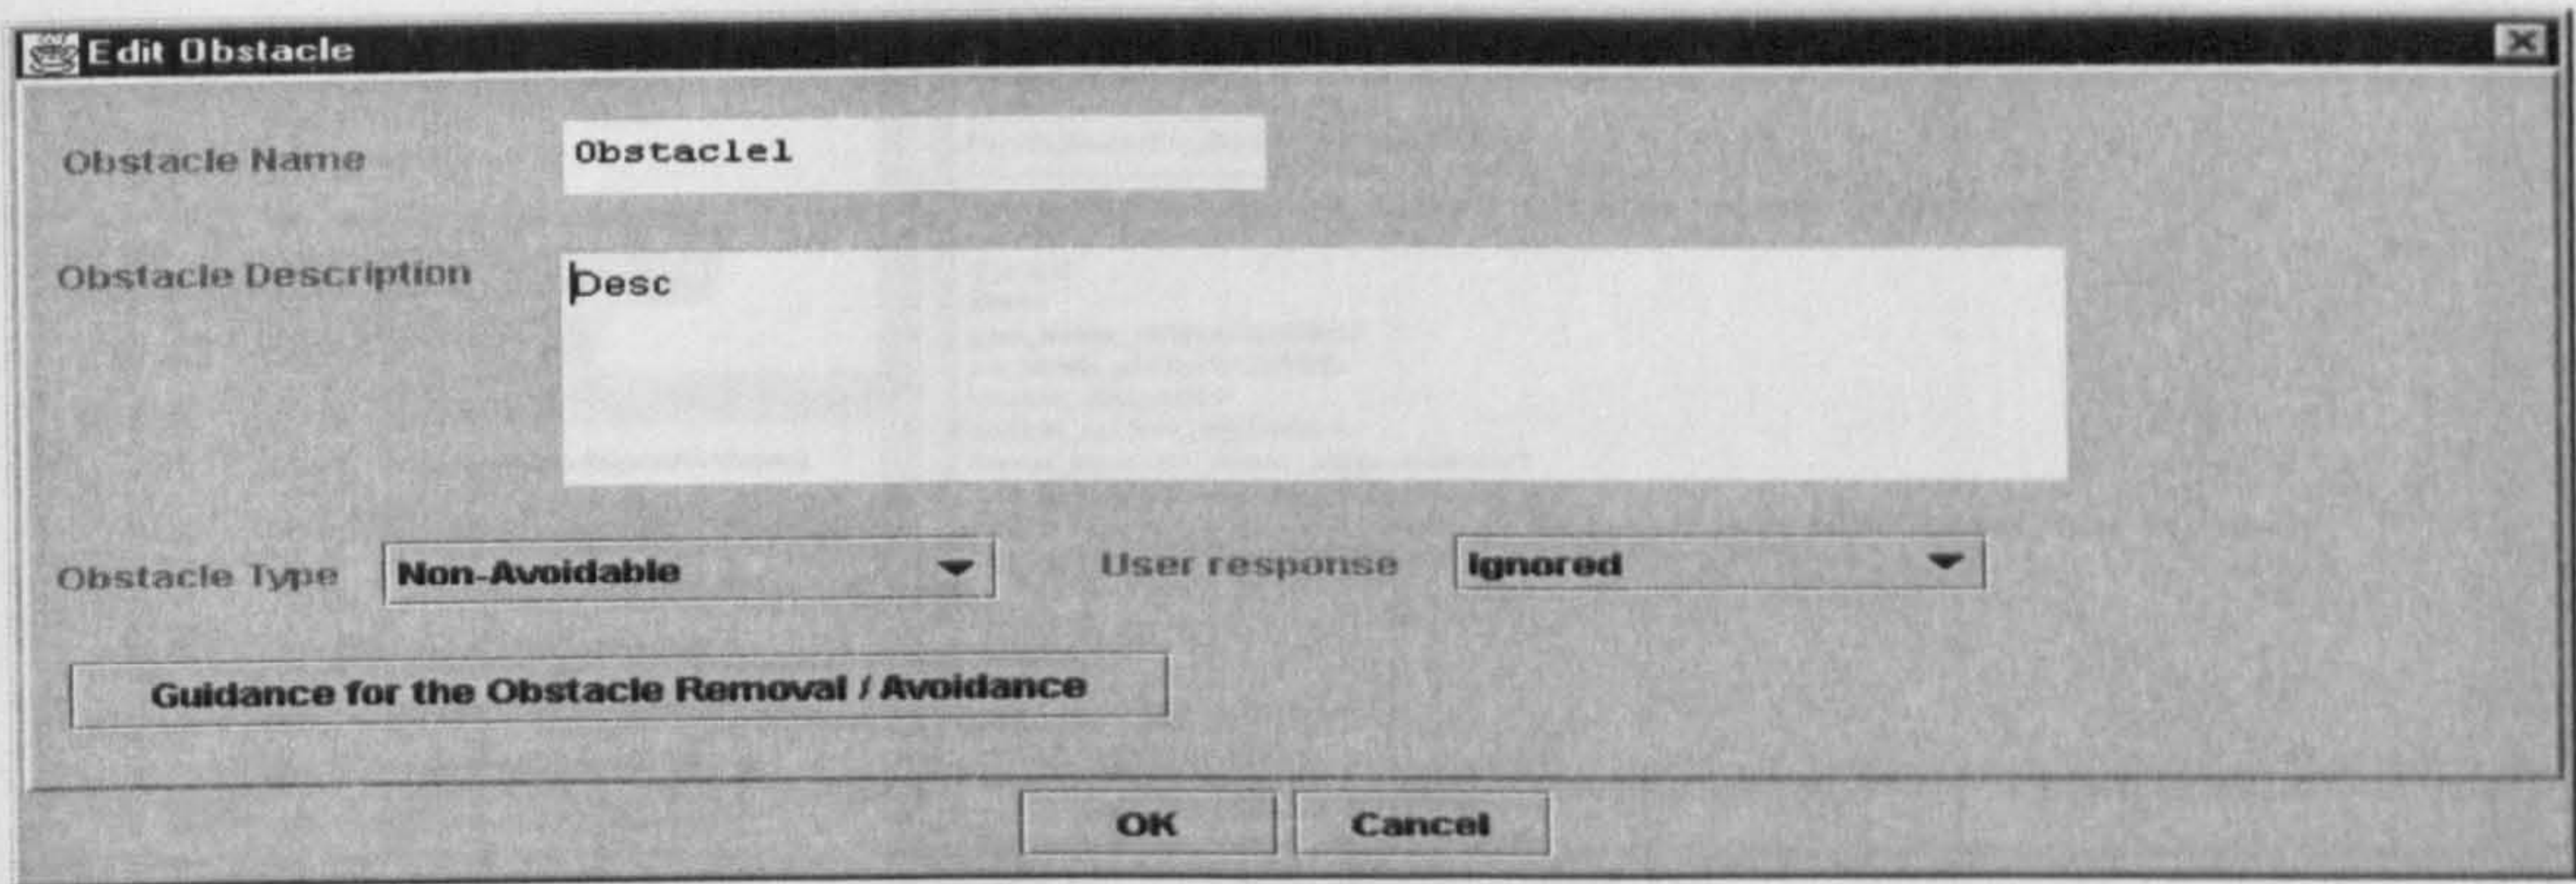 Edit Obstacle
Obstacle Name
Obstacle1
Obstacle Description
Desc
Obstacle Type
Non-Avoidable
User response
Ignored
Guidance for the Obstacle Removal / Avoidance
OK
Cancel